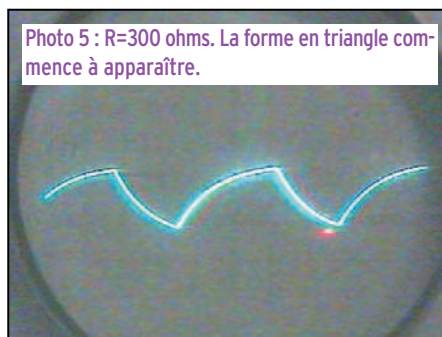 Photo 5 : R=300 ohms. La forme en triangle com-
mence à apparaître.